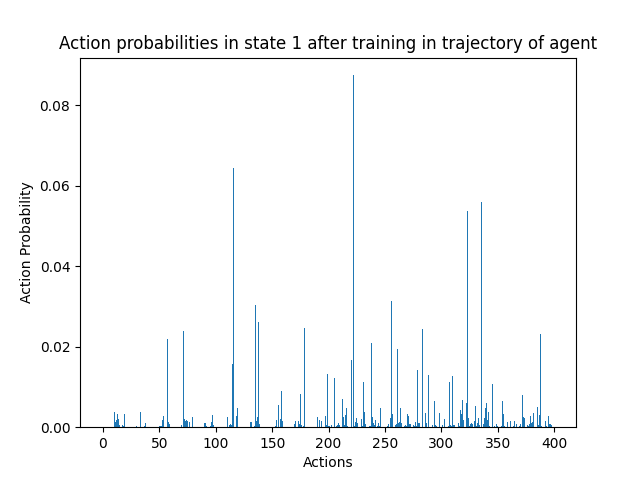 Action probabilities in state 1 after training in trajectory of agent
0.08
0.06
0.04
0.02
0.00
Action Probability
0 50 100 150 200 250 300 350 400
Actions